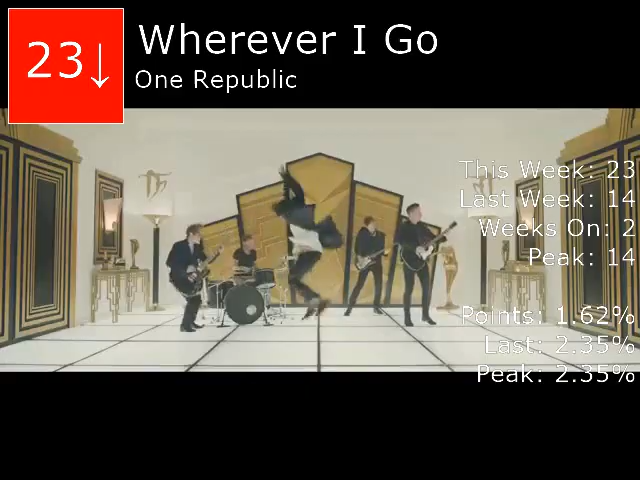 23↓
Wherever I Go
One Republic
This Week: 23
Last Week: 14
Weeks On: 2
Peak: 14
Points: 1.62%
Last: 2.35%
Peak: 2.35%